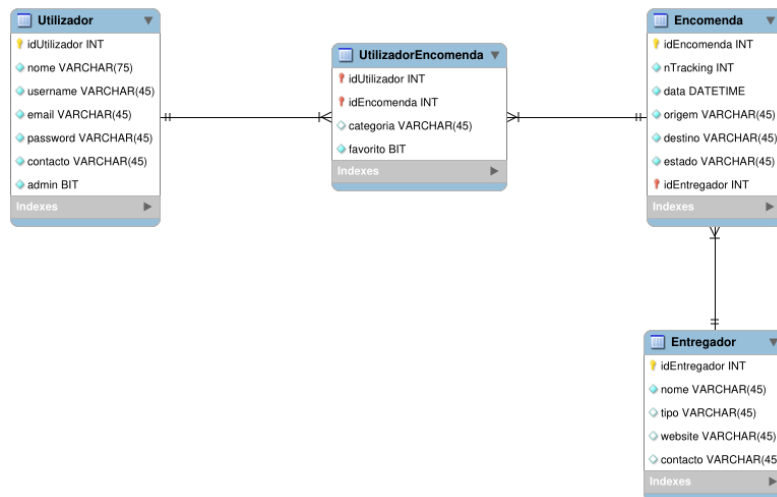 Utilizador
idUtilizador INT
nome VARCHAR(75)
username VARCHAR(45)
email VARCHAR(45)
password VARCHAR(45)
contacto VARCHAR(45)
admin BIT
Indexes
UtilizadorEncomenda
idUtilizador INT
idEncomenda INT
categoria VARCHAR(45)
favorito BIT
Indexes
Encomenda
idEncomenda INT
nTracking INT
data DATETIME
origem VARCHAR(45)
destino VARCHAR(45)
estado VARCHAR(45)
idEntregador INT
Indexes
Entregador
idEntregador INT
nome VARCHAR(45)
tipo VARCHAR(45)
website VARCHAR(45)
contacto VARCHAR(45
Indexes